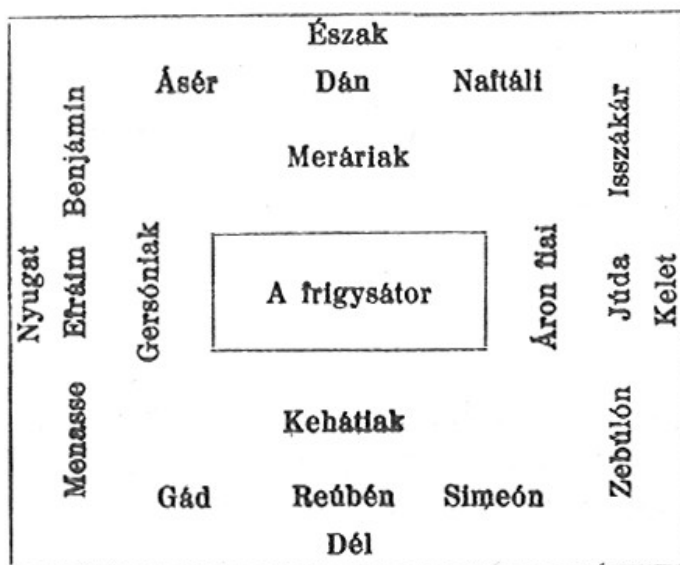 Észak
Ásér Dán Naftáli
Benjámin
Meráriak
Isszákár
Nyugat
Efráim
Gersóniak
A frigysátor
Áron fiai
Júda
Kelet
Menasse
Kehátiak
Zebúlón
Gád Reúbén Simeón
Dél